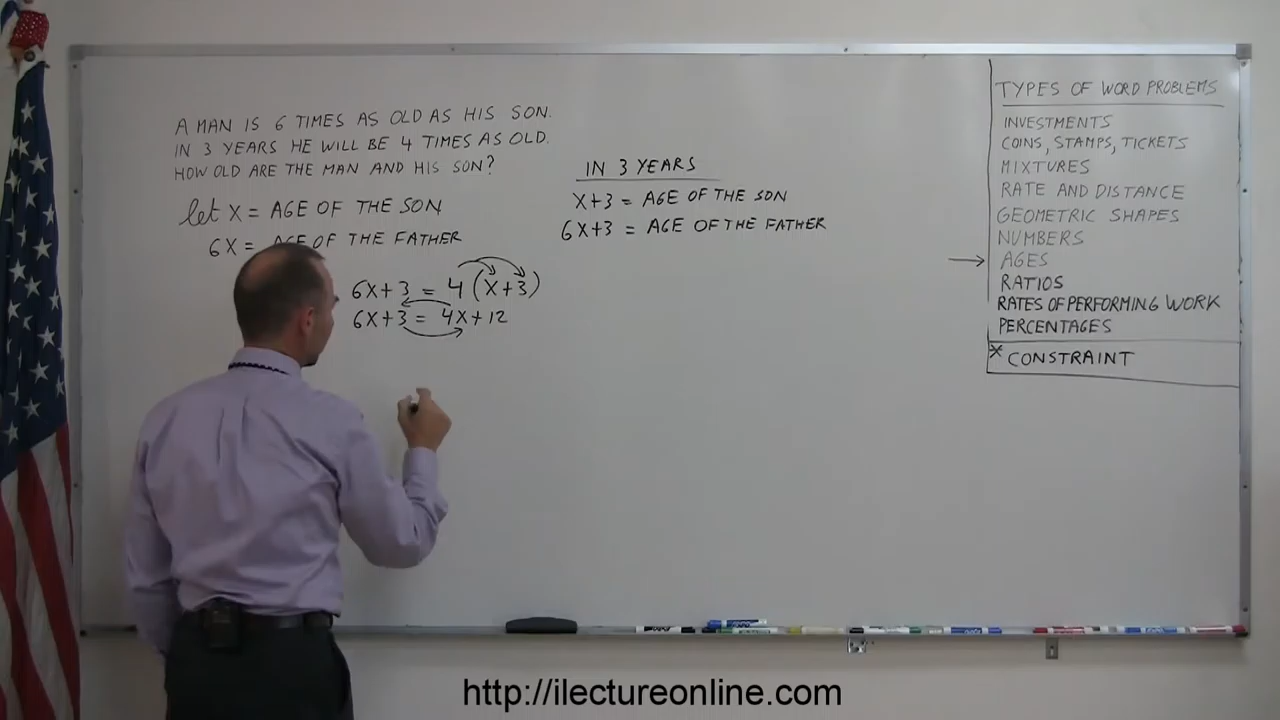 A MAN IS 6 TIMES AS OLD AS HIS SON.
IN 3 YEARS HE WILL BE 4 TIMES AS OLD.
HOW OLD ARE THE MAN AND HIS SON?
let X = AGE OF THE SON
6X = AGE OF THE FATHER
6X+3 = 4(X+3)
6X+3 = 4X+12
IN 3 YEARS
X+3 = AGE OF THE SON
6X+3 = AGE OF THE FATHER
TYPES OF WORD PROBLEMS
INVESTMENTS
COINS, STAMPS, TICKETS
MIXTURES
RATE AND DISTANCE
GEOMETRIC SHAPES
NUMBERS
AGES
RATIOS
RATES OF PERFORMING WORK
PERCENTAGES
* CONSTRAINT
http://ilectureonline.com